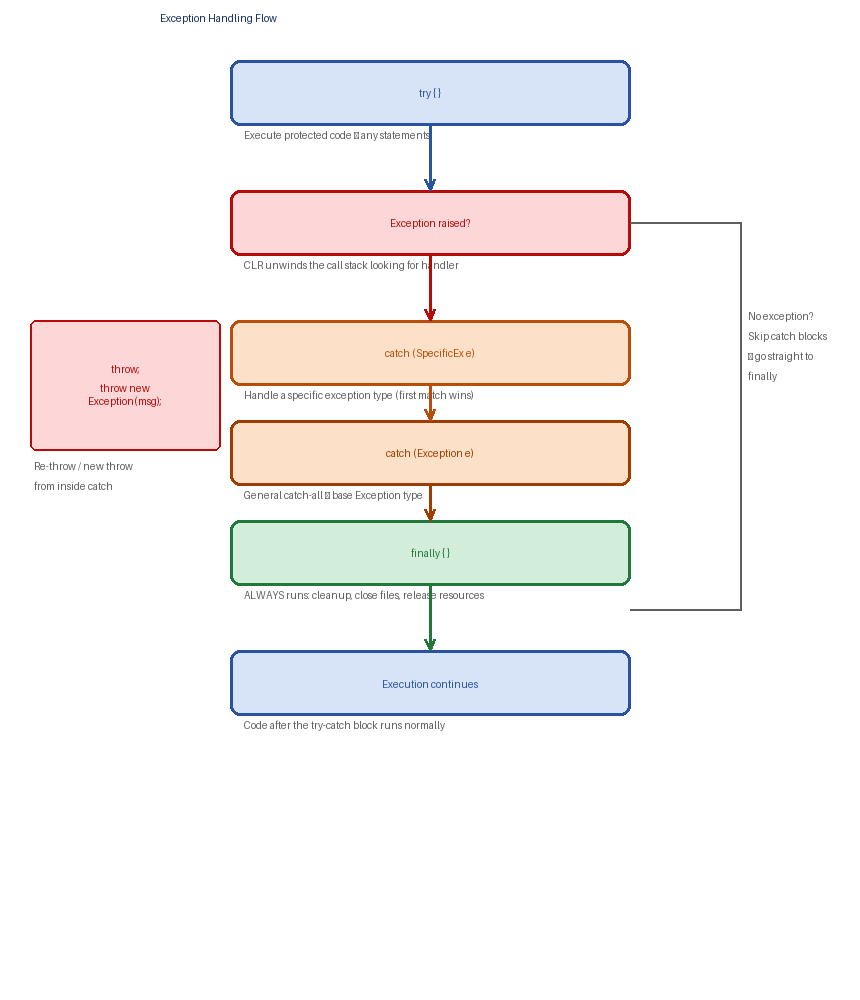 Exception Handling Flow
try { }
Execute protected code any statements
Exception raised?
CLR unwinds the call stack looking for handler
No exception?
Skip catch blocks
go straight to
finally
catch (SpecificEx e)
Handle a specific exception type (first match wins)
throw;
throw new
Exception(msg);
Re-throw / new throw
from inside catch
catch (Exception e)
General catch-all base Exception type
finally { }
ALWAYS runs: cleanup, close files, release resources
Execution continues
Code after the try-catch block runs normally